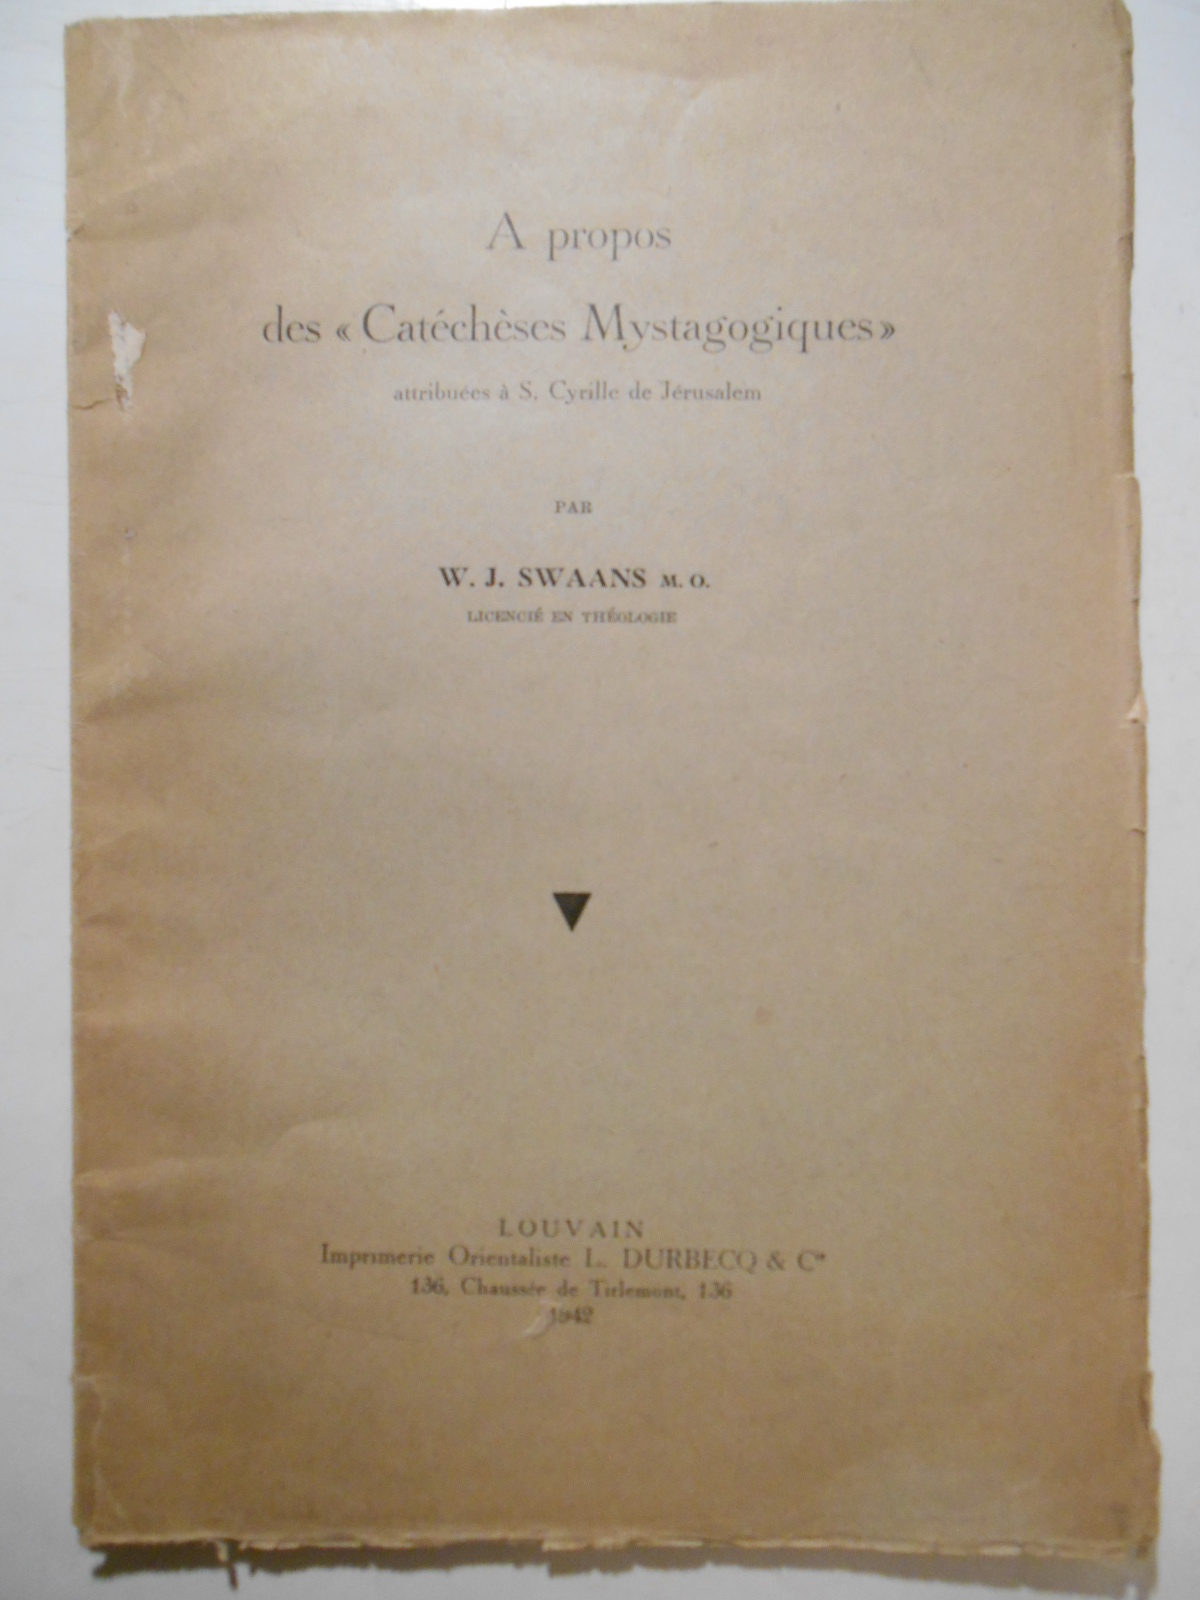 A propos
des « Catéchèses Mystagogiques »
attribuées à S. Cyrille de Jérusalem
PAR
W. J. SWAANS M. O.
LICENCIÉ EN THÉOLOGIE
LOUVAIN
Imprimerie Orientaliste L. DURBECQ & Cie
136, Chaussée de Tirlemont, 136
1942